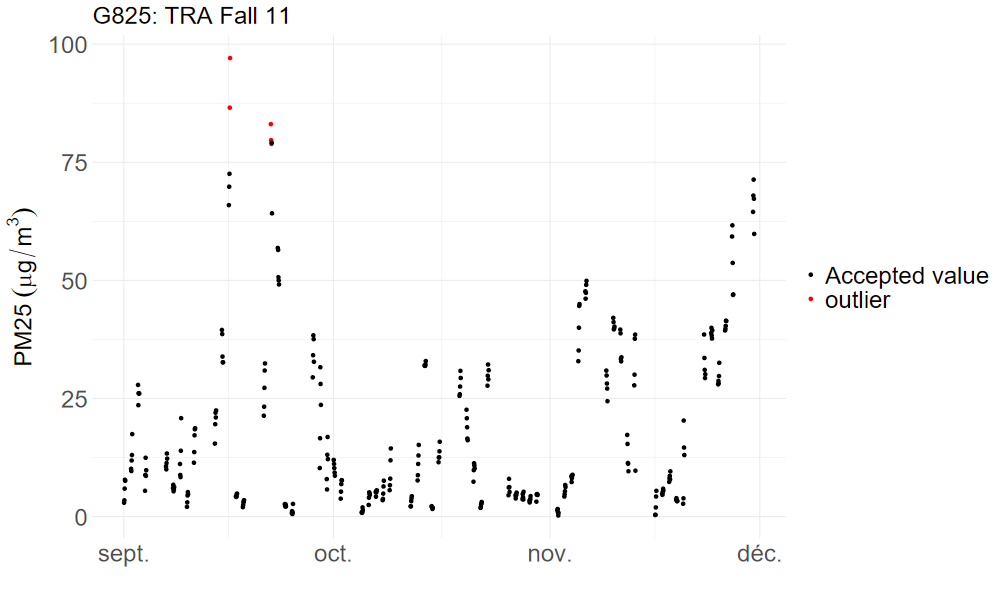 G825: TRA Fall 11
100
75
50
25
0
PM25 (μg/m³)
sept.
oct.
nov.
déc.
Accepted value
outlier